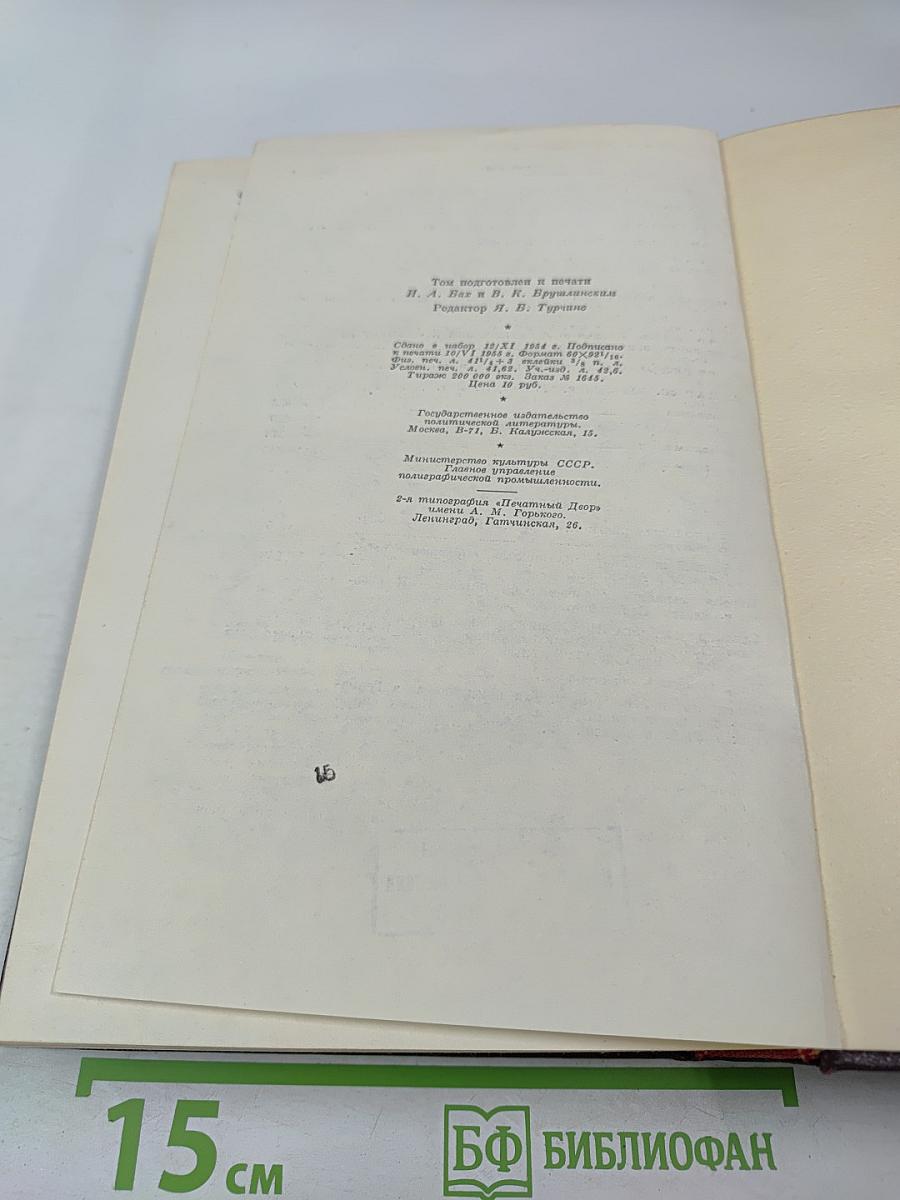 Том подготовлен к печати
И. А. Бах и В. К. Брушлинским
Редактор Я. Б. Турчинс
*
Сдано в набор 12/XI 1954 г. Подписано
к печати 10/VI 1955 г. Формат 60×92¹/₁₆.
Физ. печ. л. 41¹/₄ + 3 вклейки ³/₈ п. л.
Условн. печ. л. 41,62. Уч.-изд. л. 42,6.
Тираж 200 000 экз. Заказ № 1645.
Цена 10 руб.
*
Государственное издательство
политической литературы.
Москва, В-71, Б. Калужская, 15.
*
Министерство культуры СССР.
Главное управление
полиграфической промышленности.
2-я типография «Печатный Двор»
имени А. М. Горького.
Ленинград, Гатчинская, 26.
15
15 см
БФ БИБЛИОФАН